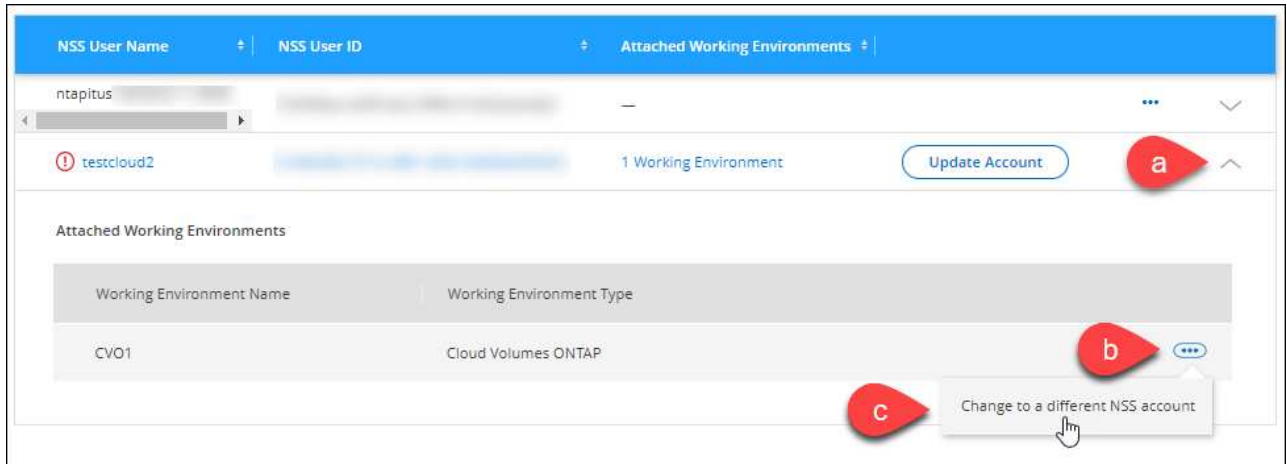 NSS User Name NSS User ID Attached Working Environments
ntapitus — •••
testcloud2 1 Working Environment Update Account a
Attached Working Environments
Working Environment Name Working Environment Type
CVO1 Cloud Volumes ONTAP b •••
c Change to a different NSS account